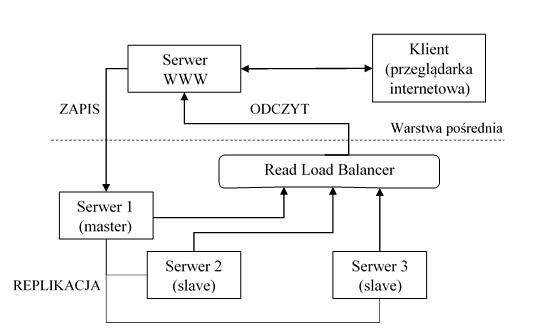 Serwer
WWW
Klient
(przeglądarka
internetowa)
ZAPIS
ODCZYT
Warstwa pośrednia
Read Load Balancer
Serwer 1
(master)
Serwer 2
(slave)
Serwer 3
(slave)
REPLIKACJA